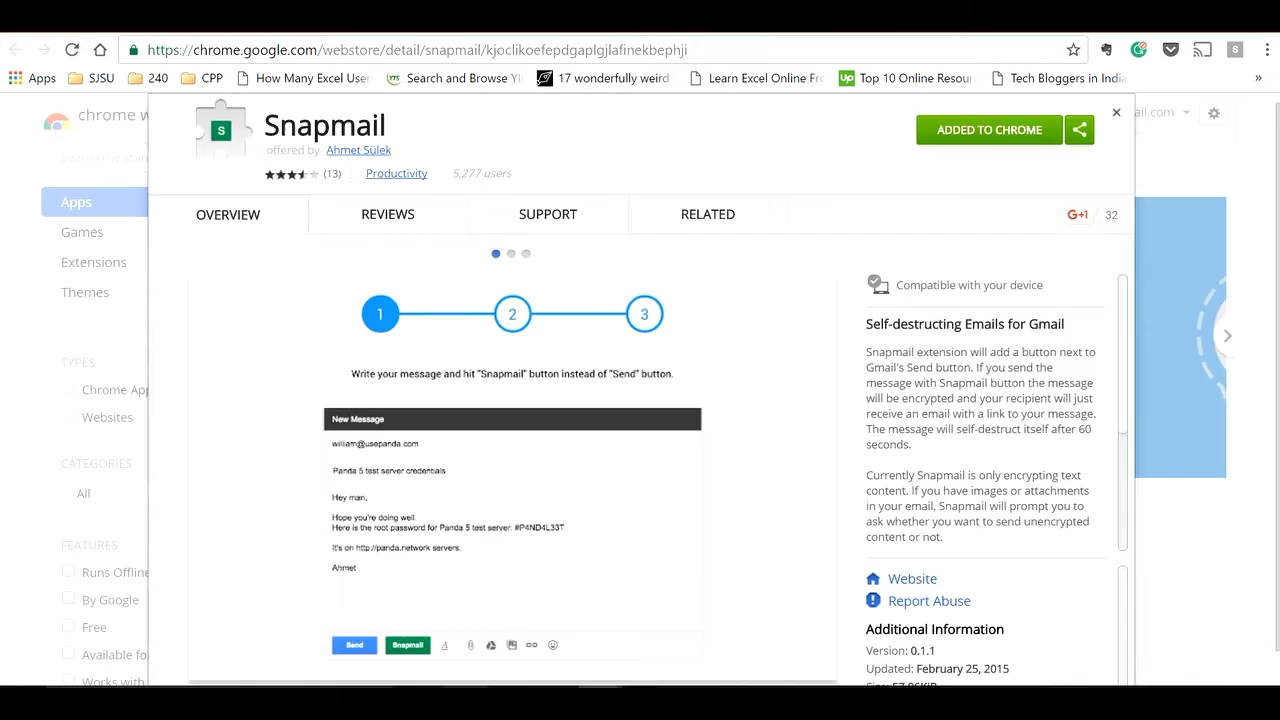 https://chrome.google.com/webstore/detail/snapmail/kjoclikoefepdgaplgjlafinekbephji
Apps SJSU 240 CPP How Many Excel User Search and Browse YI 17 wonderfully weird Learn Excel Online Fr Top 10 Online Resour Tech Bloggers in India »
chrome w
ail.com
Snapmail
ADDED TO CHROME
offered by Ahmet Sülek
(13) Productivity 5,277 users
OVERVIEW REVIEWS SUPPORT RELATED G+1 32
Apps
Games
Extensions
Themes
TYPES
Chrome App
Websites
CATEGORIES
All
FEATURES
Runs Offline
By Google
Free
Available fo
Works with
1 2 3
Write your message and hit "Snapmail" button instead of "Send" button.
New Message
william@usepanda.com
Panda 5 test server credentials
Hey man,
Hope you're doing well.
Here is the root password for Panda 5 test server: #P4ND4L33T
It's on http://panda.network servers.
Ahmet
Send Snapmail
Compatible with your device
Self-destructing Emails for Gmail
Snapmail extension will add a button next to
Gmail's Send button. If you send the
message with Snapmail button the message
will be encrypted and your recipient will just
receive an email with a link to your message.
The message will self-destruct itself after 60
seconds.
Currently Snapmail is only encrypting text
content. If you have images or attachments
in your email, Snapmail will prompt you to
ask whether you want to send unencrypted
content or not.
Website
Report Abuse
Additional Information
Version: 0.1.1
Updated: February 25, 2015